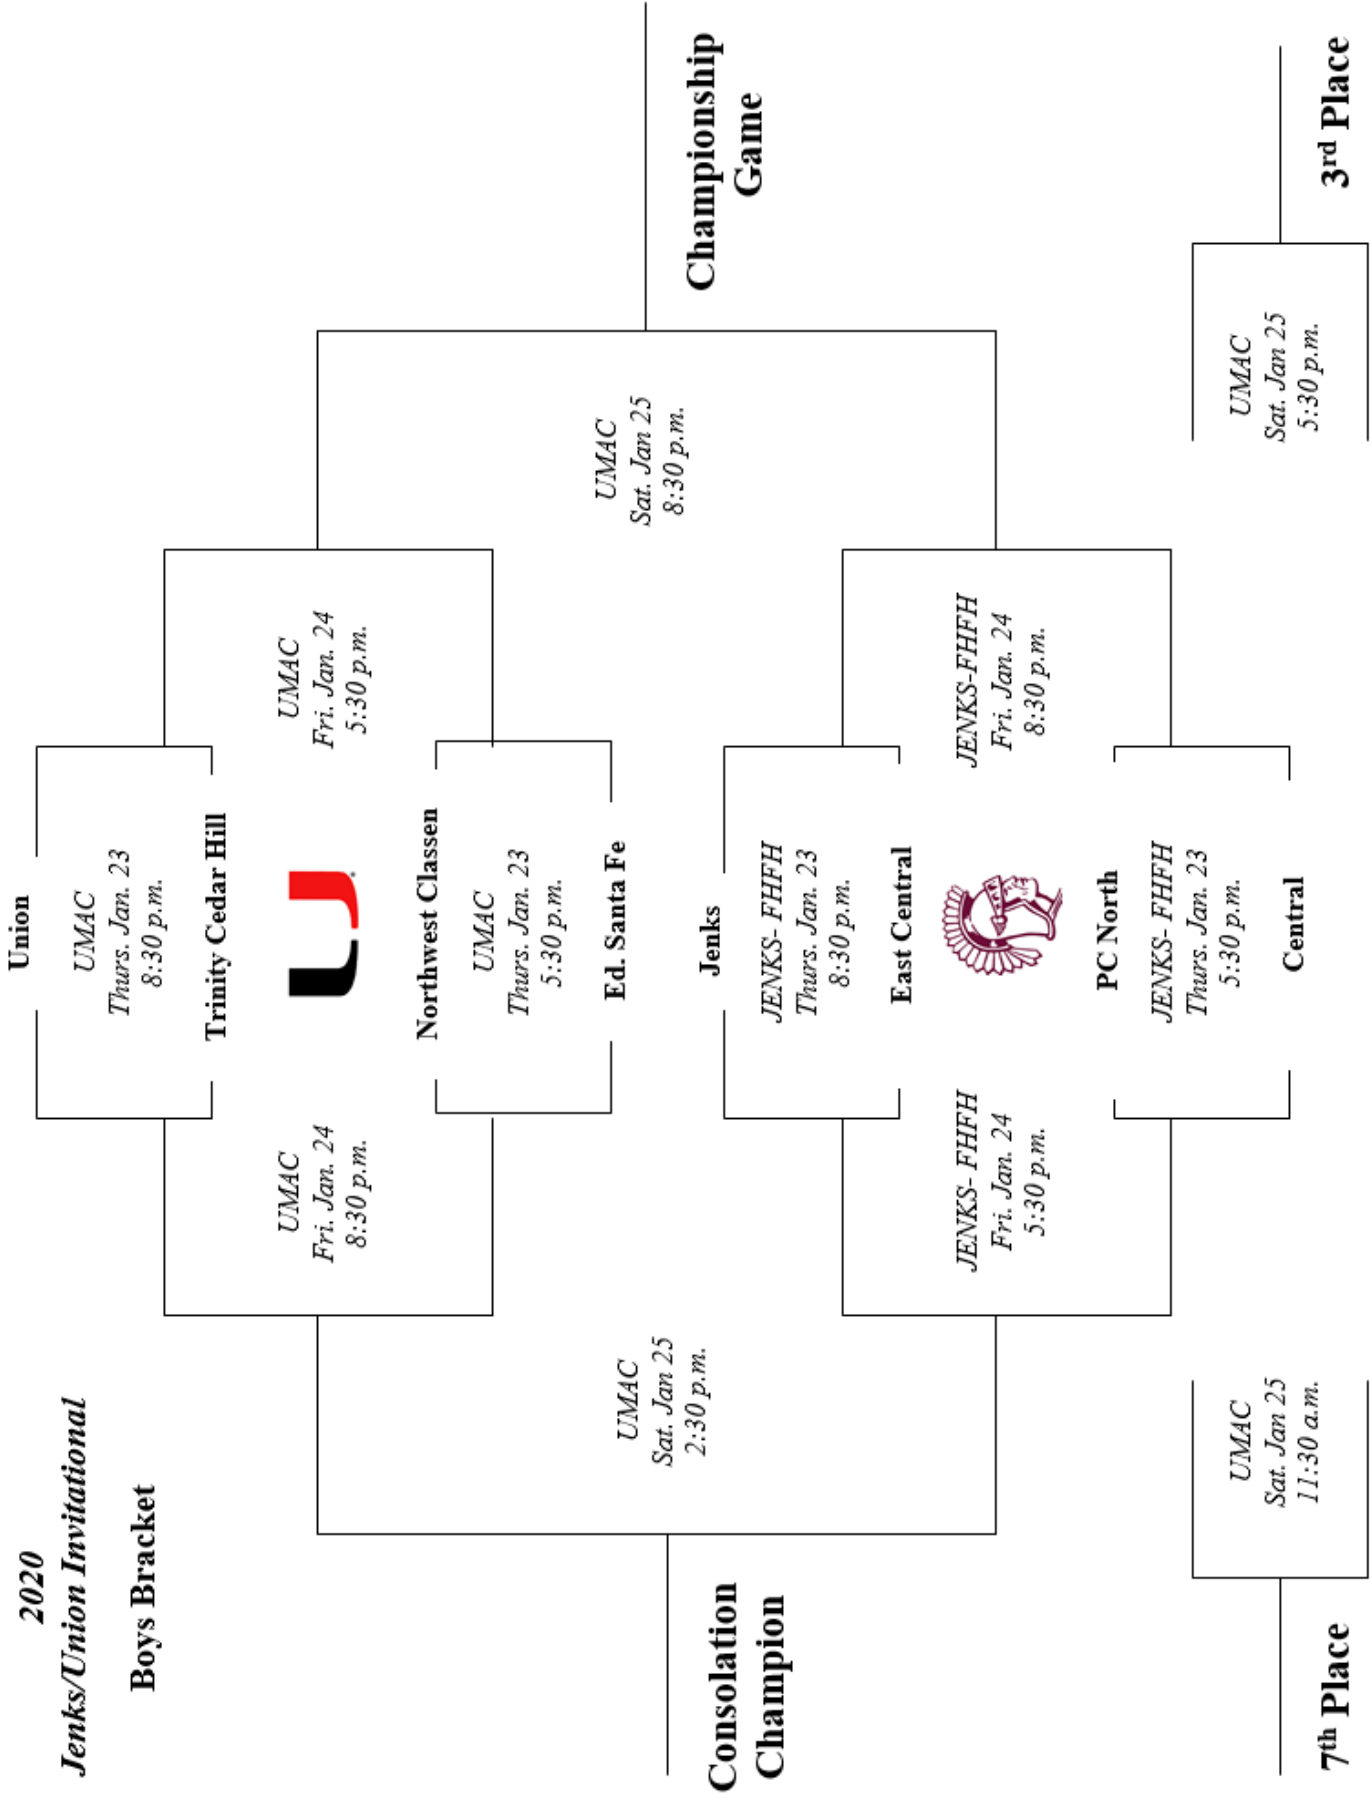 2020
Jenks/Union Invitational
Boys Bracket
Union
UMAC
Thurs. Jan. 23
8:30 p.m.
Trinity Cedar Hill
UMAC
Fri. Jan. 24
8:30 p.m.
UMAC
Fri. Jan. 24
5:30 p.m.
Northwest Classen
UMAC
Thurs. Jan. 23
5:30 p.m.
Ed. Santa Fe
UMAC
Sat. Jan 25
2:30 p.m.
UMAC
Sat. Jan 25
8:30 p.m.
Consolation
Champion
Championship
Game
Jenks
JENKS- FHFH
Thurs. Jan. 23
8:30 p.m.
East Central
JENKS- FHFH
Fri. Jan. 24
5:30 p.m.
JENKS-FHFH
Fri. Jan. 24
8:30 p.m.
PC North
JENKS- FHFH
Thurs. Jan. 23
5:30 p.m.
Central
UMAC
Sat. Jan 25
11:30 a.m.
7th Place
UMAC
Sat. Jan 25
5:30 p.m.
3rd Place